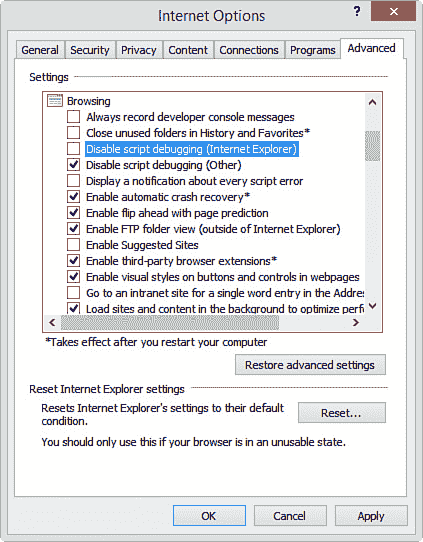 Internet Options
? ×
General Security Privacy Content Connections Programs Advanced
Settings
Browsing
Always record developer console messages
Close unused folders in History and Favorites*
Disable script debugging (Internet Explorer)
Disable script debugging (Other)
Display a notification about every script error
Enable automatic crash recovery*
Enable flip ahead with page prediction
Enable FTP folder view (outside of Internet Explorer)
Enable Suggested Sites
Enable third-party browser extensions*
Enable visual styles on buttons and controls in webpages
Go to an intranet site for a single word entry in the Addre
Load sites and content in the background to optimize perf
*Takes effect after you restart your computer
Restore advanced settings
Reset Internet Explorer settings
Resets Internet Explorer's settings to their default
condition.
Reset...
You should only use this if your browser is in an unusable state.
OK Cancel Apply